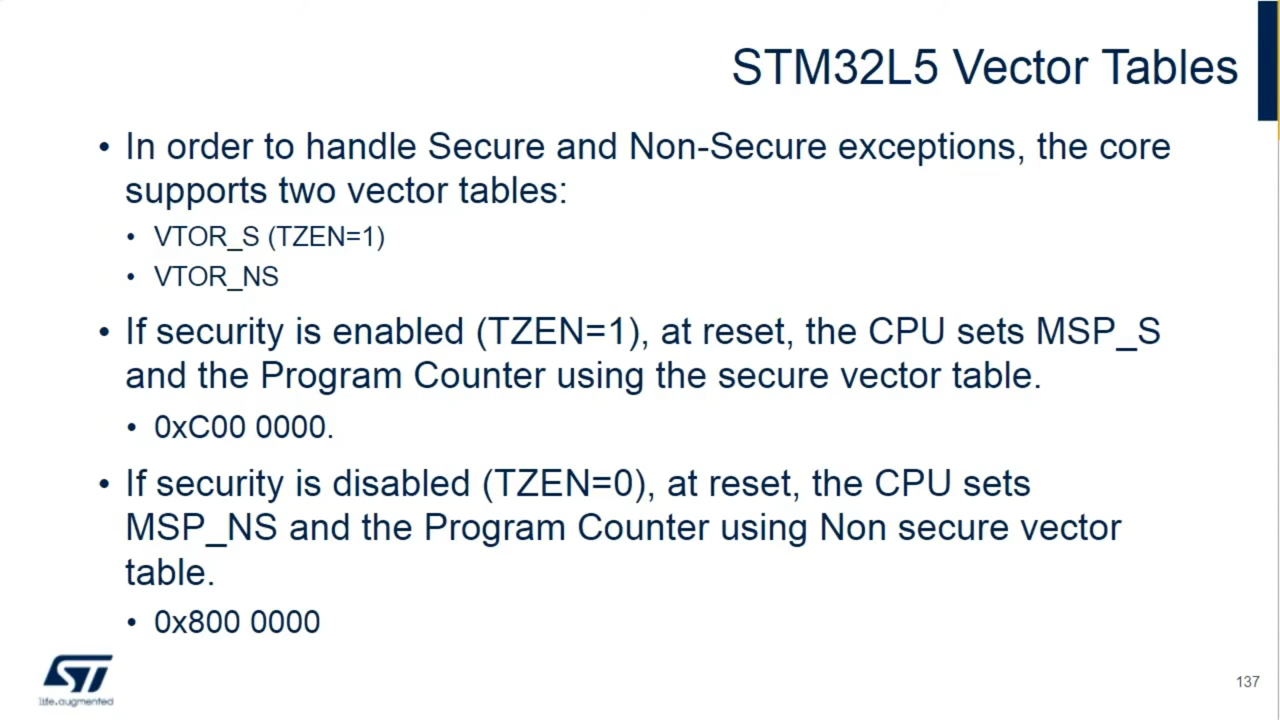 STM32L5 Vector Tables
• In order to handle Secure and Non-Secure exceptions, the core
supports two vector tables:
• VTOR_S (TZEN=1)
• VTOR_NS
• If security is enabled (TZEN=1), at reset, the CPU sets MSP_S
and the Program Counter using the secure vector table.
• 0xC00 0000.
• If security is disabled (TZEN=0), at reset, the CPU sets
MSP_NS and the Program Counter using Non secure vector
table.
• 0x800 0000
ST
life.augmented
137